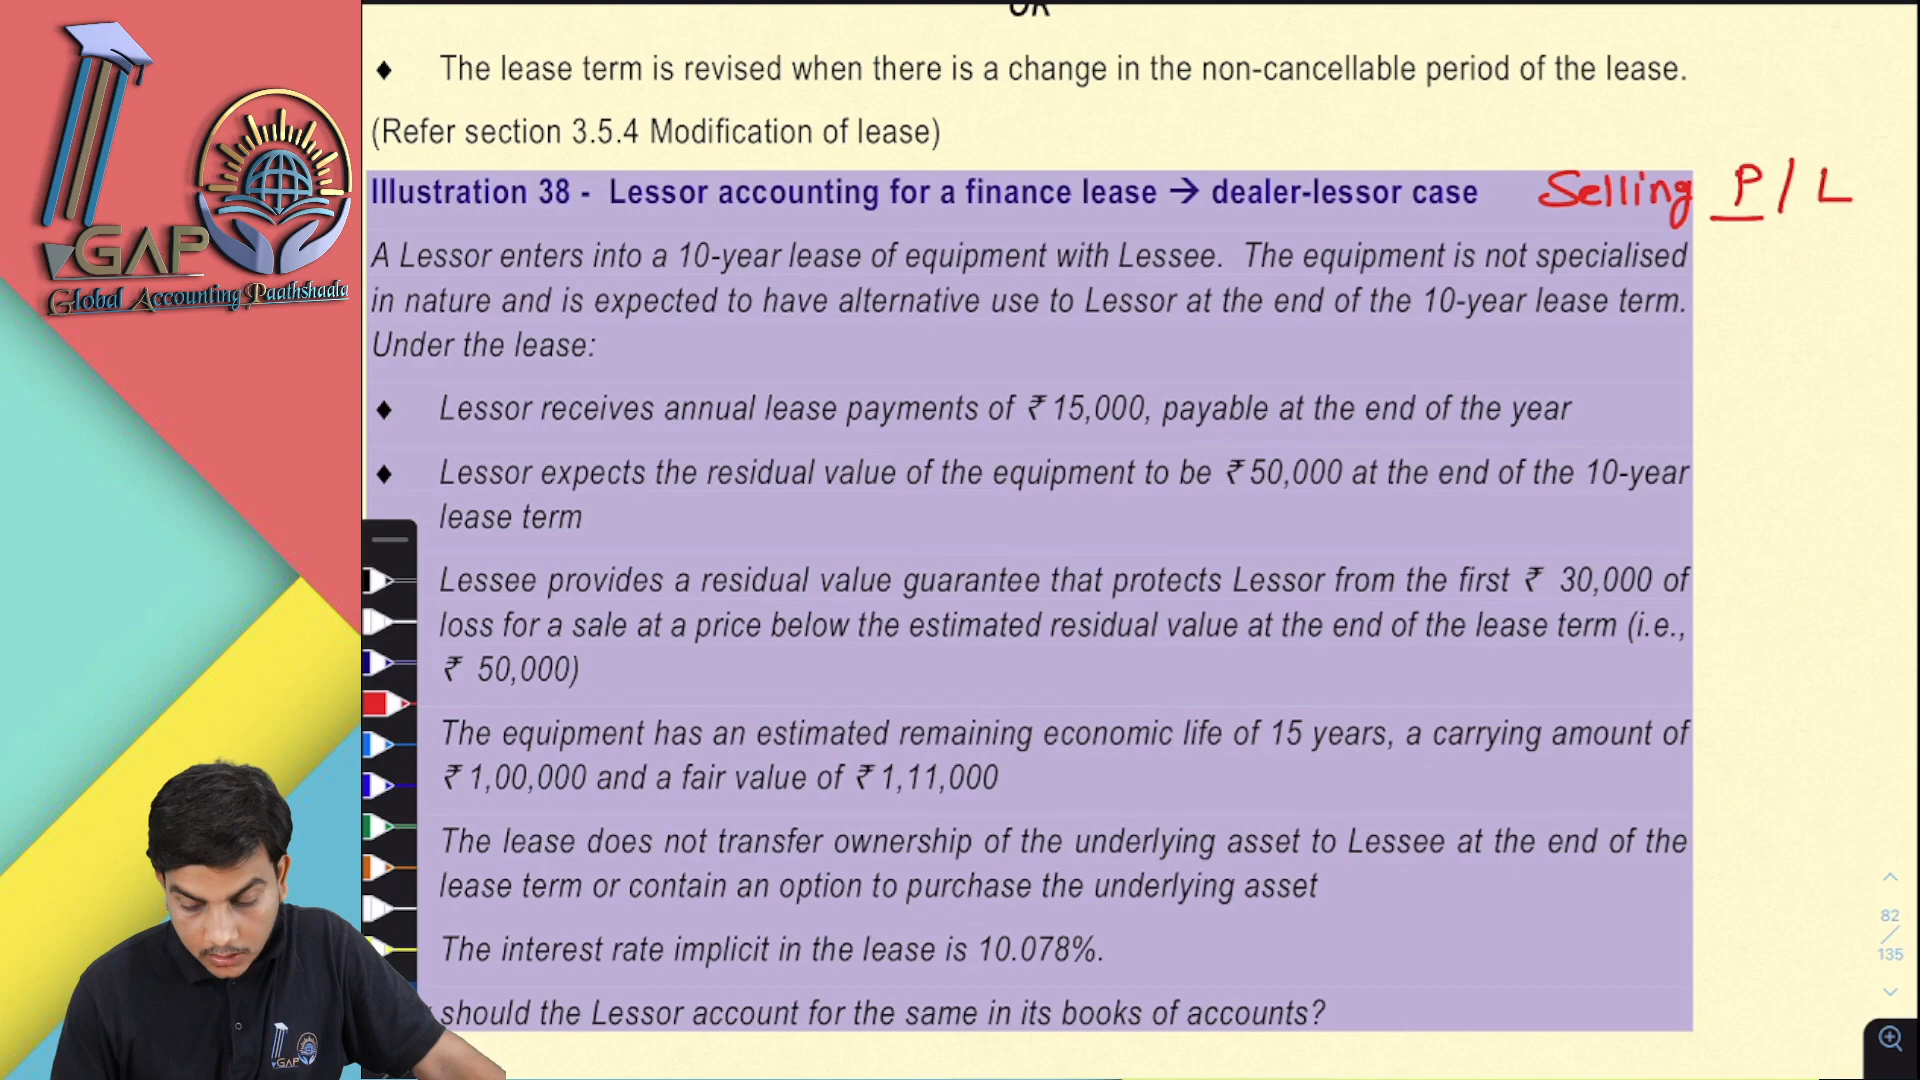 OR
♦ The lease term is revised when there is a change in the non-cancellable period of the lease.
(Refer section 3.5.4 Modification of lease)
Illustration 38 - Lessor accounting for a finance lease → dealer-lessor case Selling P / L
A Lessor enters into a 10-year lease of equipment with Lessee. The equipment is not specialised
in nature and is expected to have alternative use to Lessor at the end of the 10-year lease term.
Under the lease:
♦ Lessor receives annual lease payments of ₹ 15,000, payable at the end of the year
♦ Lessor expects the residual value of the equipment to be ₹ 50,000 at the end of the 10-year
lease term
Lessee provides a residual value guarantee that protects Lessor from the first ₹ 30,000 of
loss for a sale at a price below the estimated residual value at the end of the lease term (i.e.,
₹ 50,000)
The equipment has an estimated remaining economic life of 15 years, a carrying amount of
₹ 1,00,000 and a fair value of ₹ 1,11,000
The lease does not transfer ownership of the underlying asset to Lessee at the end of the
lease term or contain an option to purchase the underlying asset
The interest rate implicit in the lease is 10.078%.
should the Lessor account for the same in its books of accounts?
GAP
Global Accounting Paathshaala
82
/
135
GAP